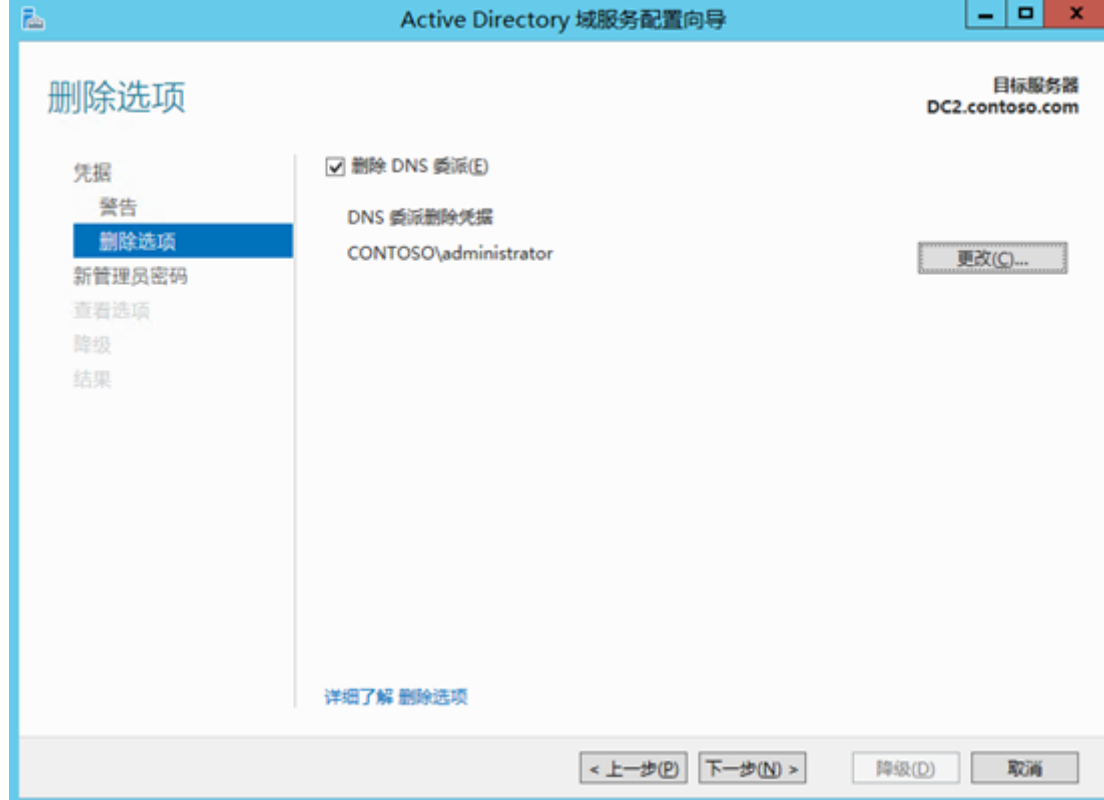 Active Directory 域服务配置向导
删除选项
目标服务器
DC2.contoso.com
凭据
警告
删除选项
新管理员密码
查看选项
降级
结果
删除 DNS 委派(E)
DNS 委派删除凭据
CONTOSO\administrator
更改(C)...
详细了解 删除选项
< 上一步(P)
下一步(N) >
降级(D)
取消